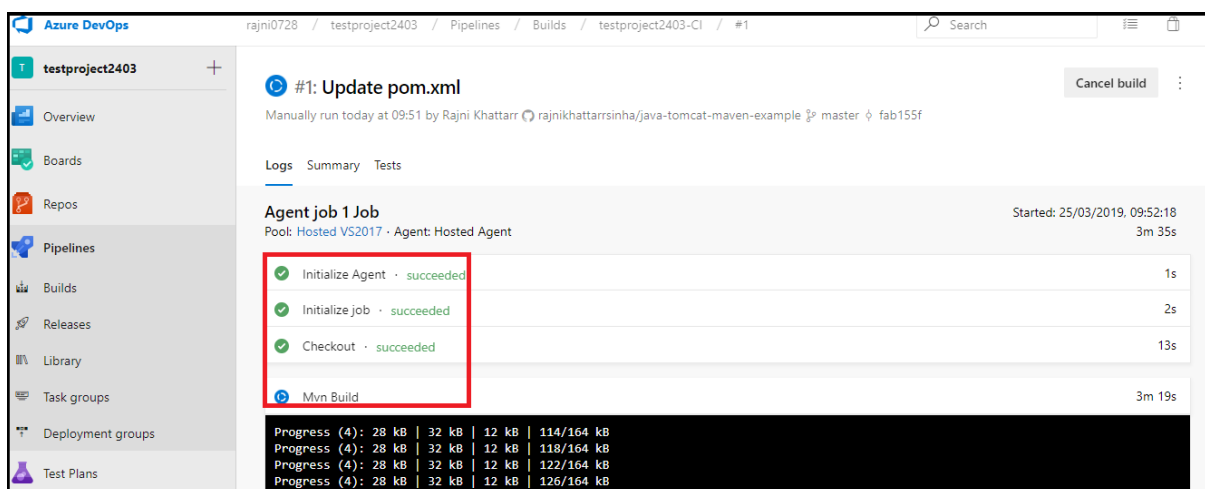 Azure DevOps
rajni0728 / testproject2403 / Pipelines / Builds / testproject2403-CI / #1
Search
T testproject2403 +
#1: Update pom.xml
Cancel build
Manually run today at 09:51 by Rajni Khattarr rajnikhattarrsinha/java-tomcat-maven-example master fab155f
Overview
Boards
Repos
Pipelines
Builds
Releases
Library
Task groups
Deployment groups
Test Plans
Logs Summary Tests
Agent job 1 Job
Started: 25/03/2019, 09:52:18
Pool: Hosted VS2017 · Agent: Hosted Agent
3m 35s
Initialize Agent · succeeded 1s
Initialize job · succeeded 2s
Checkout · succeeded 13s
Mvn Build 3m 19s
Progress (4): 28 kB | 32 kB | 12 kB | 114/164 kB
Progress (4): 28 kB | 32 kB | 12 kB | 118/164 kB
Progress (4): 28 kB | 32 kB | 12 kB | 122/164 kB
Progress (4): 28 kB | 32 kB | 12 kB | 126/164 kB